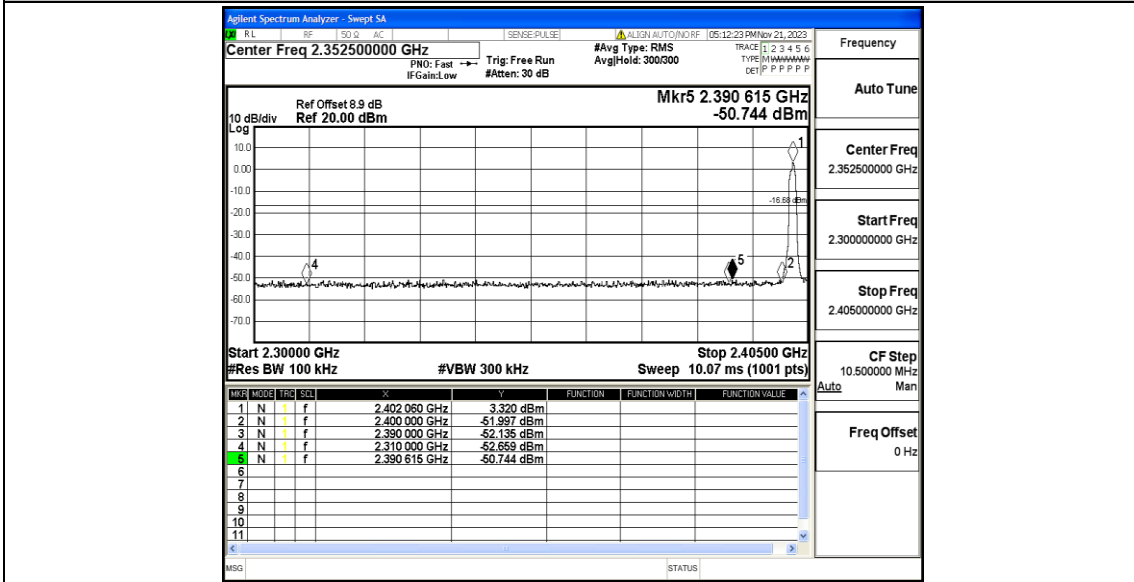 Agilent Spectrum Analyzer - Swept SA
LXI RL RF 50 Ω AC SENSE:PULSE ALIGN AUTO/NO RF 05:12:23 PM Nov 21, 2023
Center Freq 2.352500000 GHz
PNO: Fast
IFGain:Low
Trig: Free Run
#Atten: 30 dB
#Avg Type: RMS
Avg|Hold: 300/300
TRACE 1 2 3 4 5 6
TYPE MWWWWW
DET P P P P P P
Ref Offset 8.9 dB
10 dB/div Ref 20.00 dBm
Log
Mkr5 2.390 615 GHz
-50.744 dBm
10.0
0.00
-10.0
-20.0
-30.0
-40.0
-50.0
-60.0
-70.0
1
-16.68 dBm
4
5
2
Start 2.30000 GHz Stop 2.40500 GHz
#Res BW 100 kHz #VBW 300 kHz Sweep 10.07 ms (1001 pts)
MKR MODE TRC SCL X Y FUNCTION FUNCTION WIDTH FUNCTION VALUE
1 N 1 f 2.402 060 GHz 3.320 dBm
2 N 1 f 2.400 000 GHz -51.997 dBm
3 N 1 f 2.390 000 GHz -52.135 dBm
4 N 1 f 2.310 000 GHz -52.659 dBm
5 N 1 f 2.390 615 GHz -50.744 dBm
6
7
8
9
10
11
MSG STATUS
Frequency
Auto Tune
Center Freq
2.352500000 GHz
Start Freq
2.300000000 GHz
Stop Freq
2.405000000 GHz
CF Step
10.500000 MHz
Auto Man
Freq Offset
0 Hz